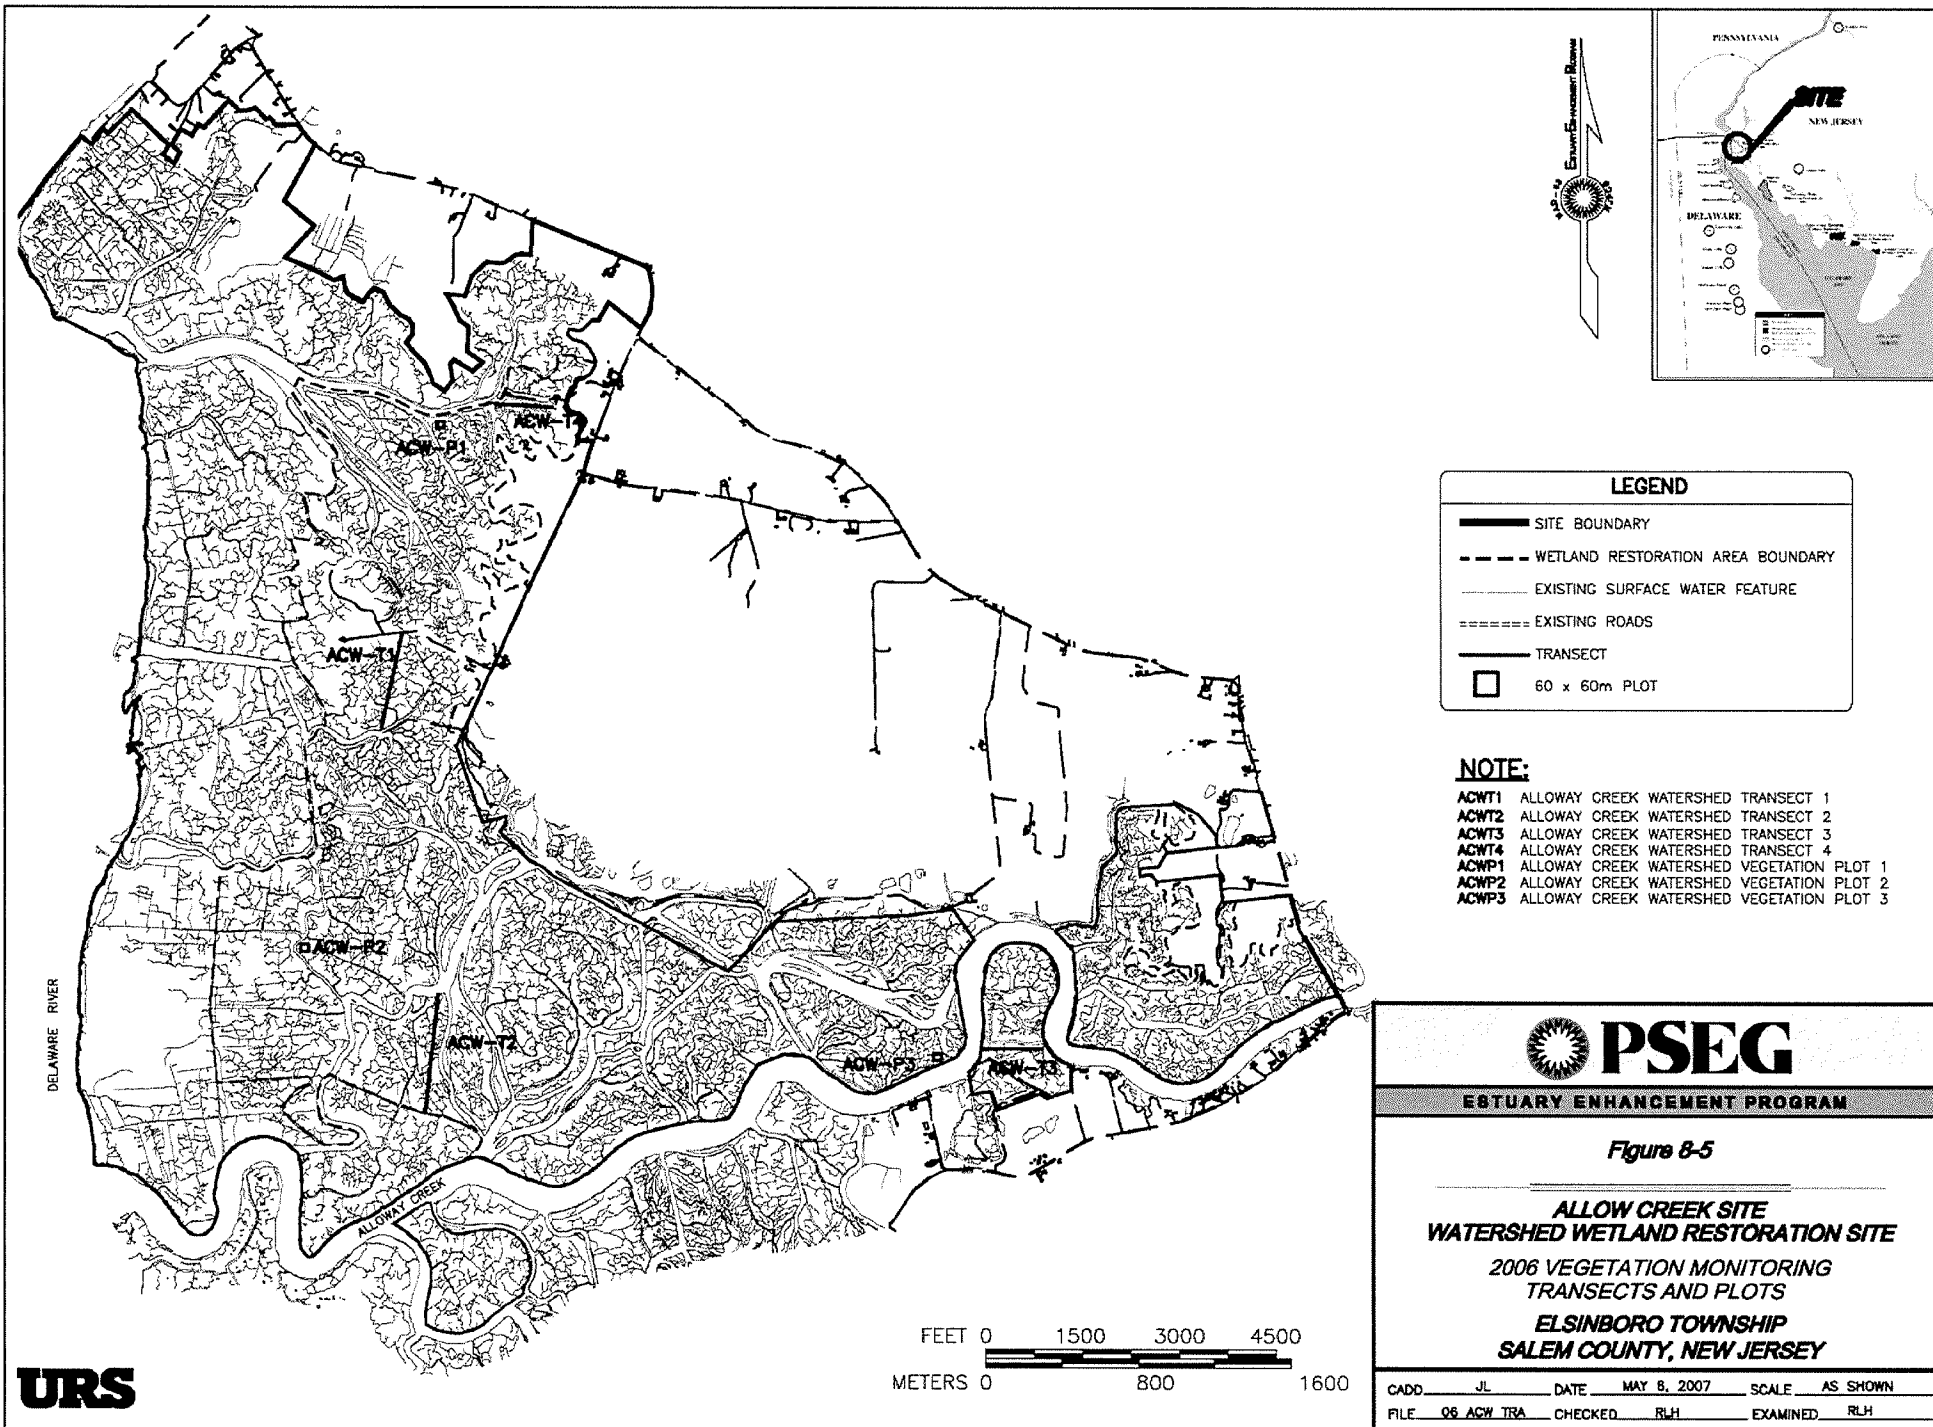 PENNSYLVANIA
SITE
NEW JERSEY
DELAWARE
ESTUARY ENHANCEMENT PROGRAM
ACW-P1
ACW-T4
ACW-T1
ACW-P2
ACW-T2
ACW-P3
ACW-T3
DELAWARE RIVER
ALLOWAY CREEK
LEGEND
SITE BOUNDARY
WETLAND RESTORATION AREA BOUNDARY
EXISTING SURFACE WATER FEATURE
EXISTING ROADS
TRANSECT
60 x 60m PLOT
NOTE:
ACWT1 ALLOWAY CREEK WATERSHED TRANSECT 1
ACWT2 ALLOWAY CREEK WATERSHED TRANSECT 2
ACWT3 ALLOWAY CREEK WATERSHED TRANSECT 3
ACWT4 ALLOWAY CREEK WATERSHED TRANSECT 4
ACWP1 ALLOWAY CREEK WATERSHED VEGETATION PLOT 1
ACWP2 ALLOWAY CREEK WATERSHED VEGETATION PLOT 2
ACWP3 ALLOWAY CREEK WATERSHED VEGETATION PLOT 3
FEET 0 1500 3000 4500
METERS 0 800 1600
URS
PSEG
ESTUARY ENHANCEMENT PROGRAM
Figure 8-5
ALLOW CREEK SITE
WATERSHED WETLAND RESTORATION SITE
2006 VEGETATION MONITORING
TRANSECTS AND PLOTS
ELSINBORO TOWNSHIP
SALEM COUNTY, NEW JERSEY
CADD JL DATE MAY 8, 2007 SCALE AS SHOWN
FILE 06 ACW TRA CHECKED RLH EXAMINED RLH